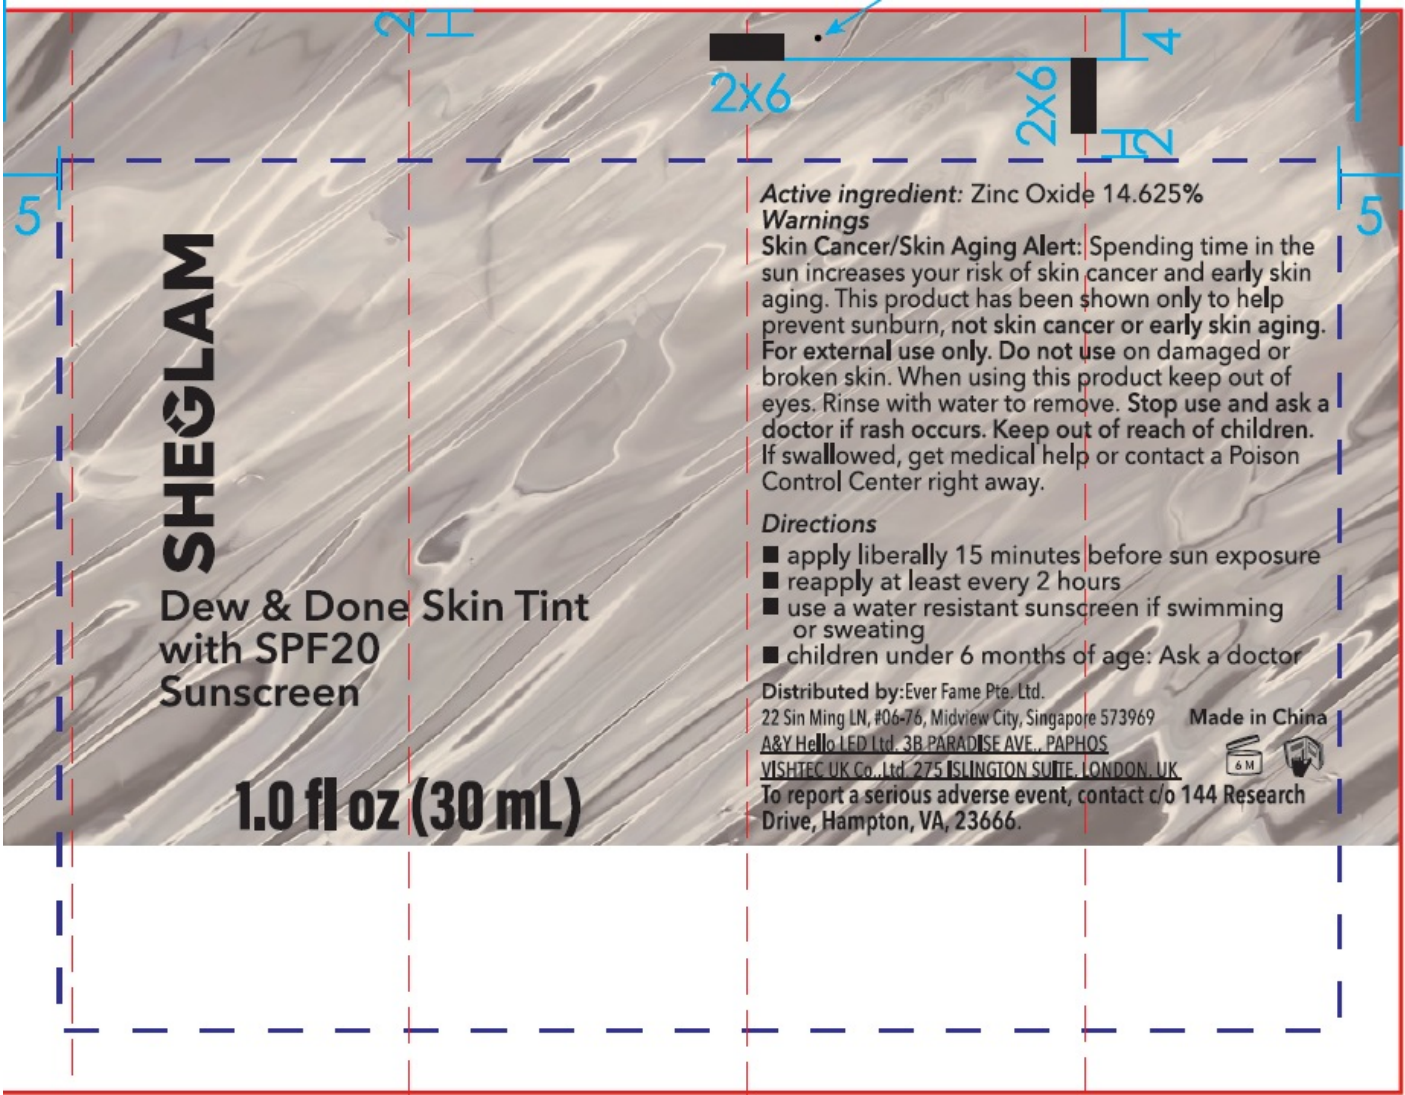 2
2x6
4
2x6
2
5
5
SHEGLAM
Dew & Done Skin Tint
with SPF20
Sunscreen
1.0 fl oz (30 mL)
Active ingredient: Zinc Oxide 14.625%
Warnings
Skin Cancer/Skin Aging Alert: Spending time in the
sun increases your risk of skin cancer and early skin
aging. This product has been shown only to help
prevent sunburn, not skin cancer or early skin aging.
For external use only. Do not use on damaged or
broken skin. When using this product keep out of
eyes. Rinse with water to remove. Stop use and ask a
doctor if rash occurs. Keep out of reach of children.
If swallowed, get medical help or contact a Poison
Control Center right away.
Directions
■ apply liberally 15 minutes before sun exposure
■ reapply at least every 2 hours
■ use a water resistant sunscreen if swimming
or sweating
■ children under 6 months of age: Ask a doctor
Distributed by:Ever Fame Pte. Ltd.
22 Sin Ming LN, #06-76, Midview City, Singapore 573969
Made in China
A&Y Hello LED Ltd. 3B PARADISE AVE., PAPHOS
VISHTEC UK Co.,Ltd. 275 ISLINGTON SUITE, LONDON. UK
6 M
To report a serious adverse event, contact c/o 144 Research
Drive, Hampton, VA, 23666.